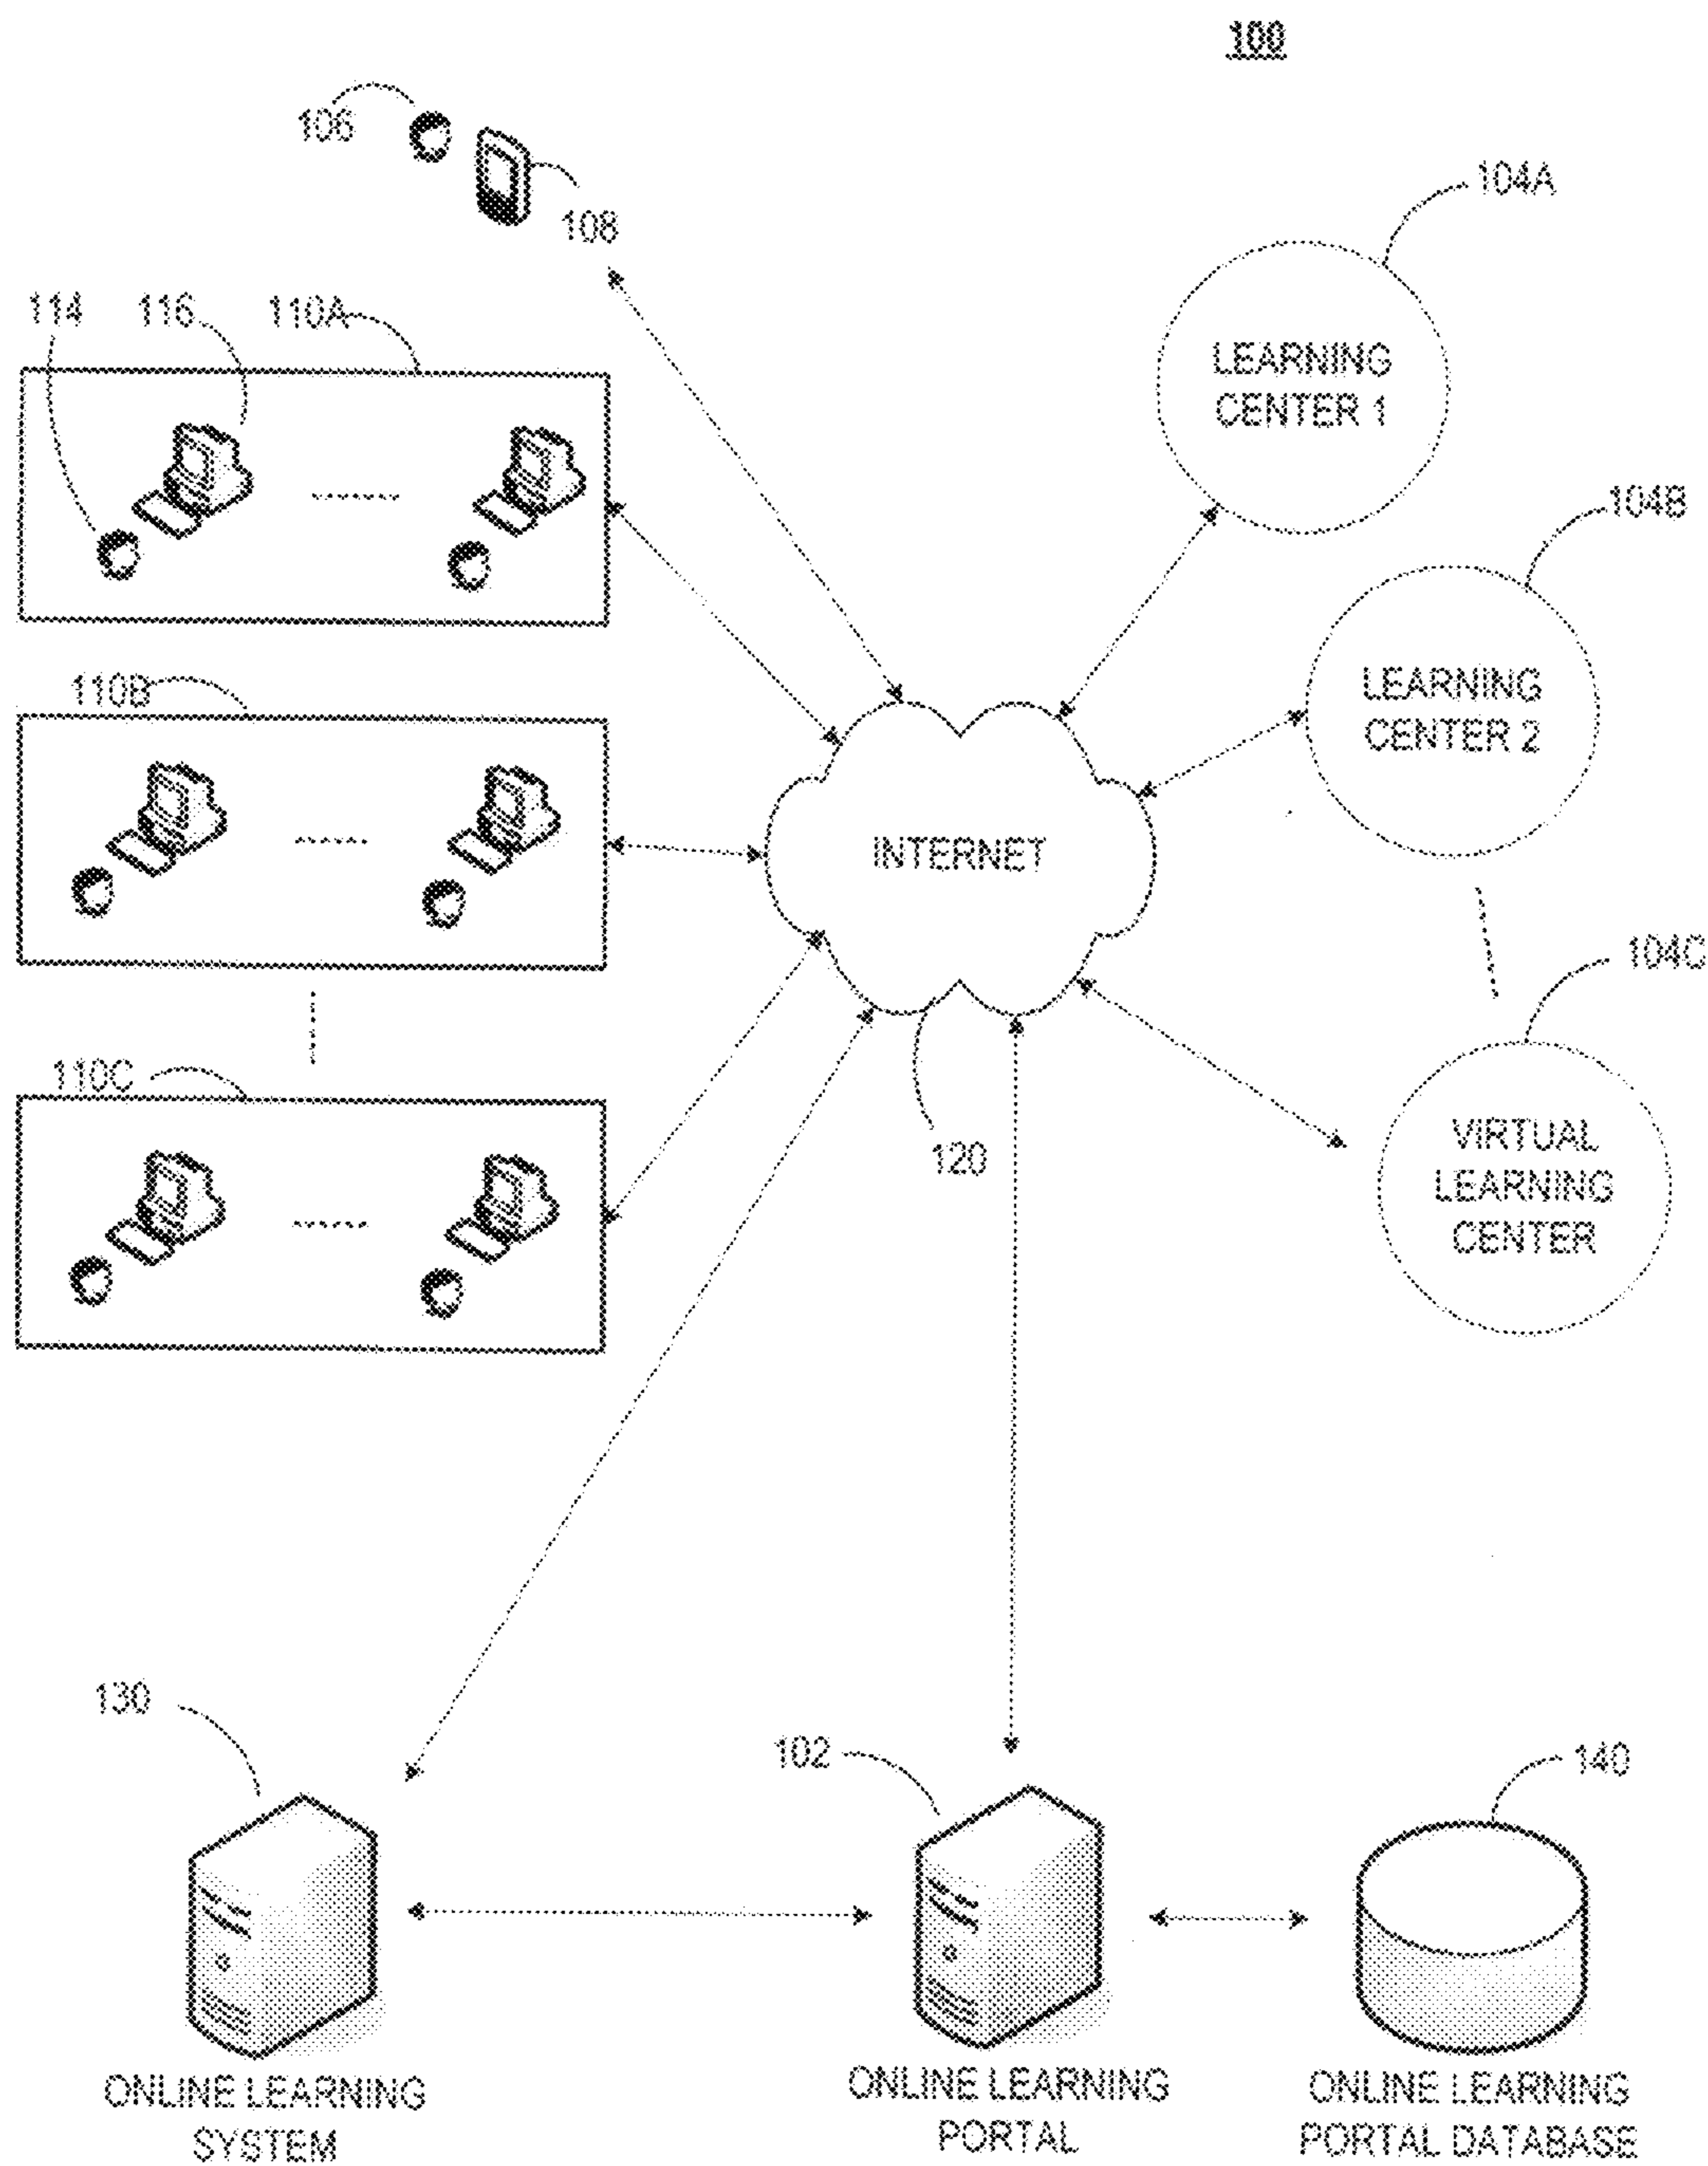 100
106
108
104A
114
116
110A
LEARNING
CENTER 1
104B
110B
LEARNING
CENTER 2
INTERNET
104C
110C
120
VIRTUAL
LEARNING
CENTER
130
102
140
ONLINE LEARNING
SYSTEM
ONLINE LEARNING
PORTAL
ONLINE LEARNING
PORTAL DATABASE